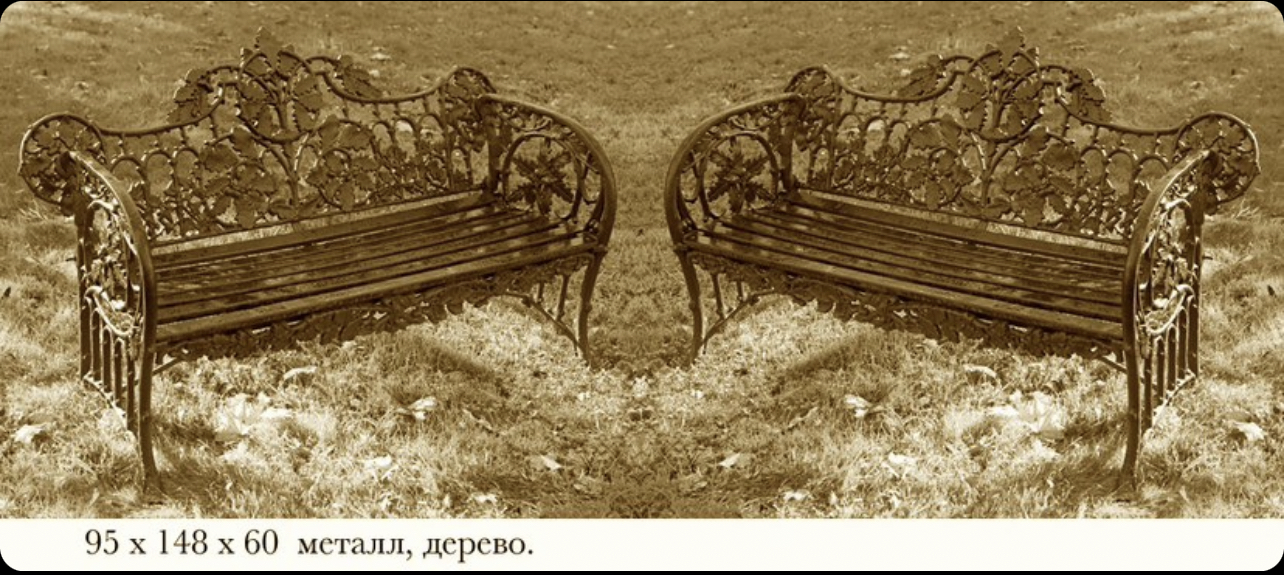 95 x 148 x 60 металл, дерево.